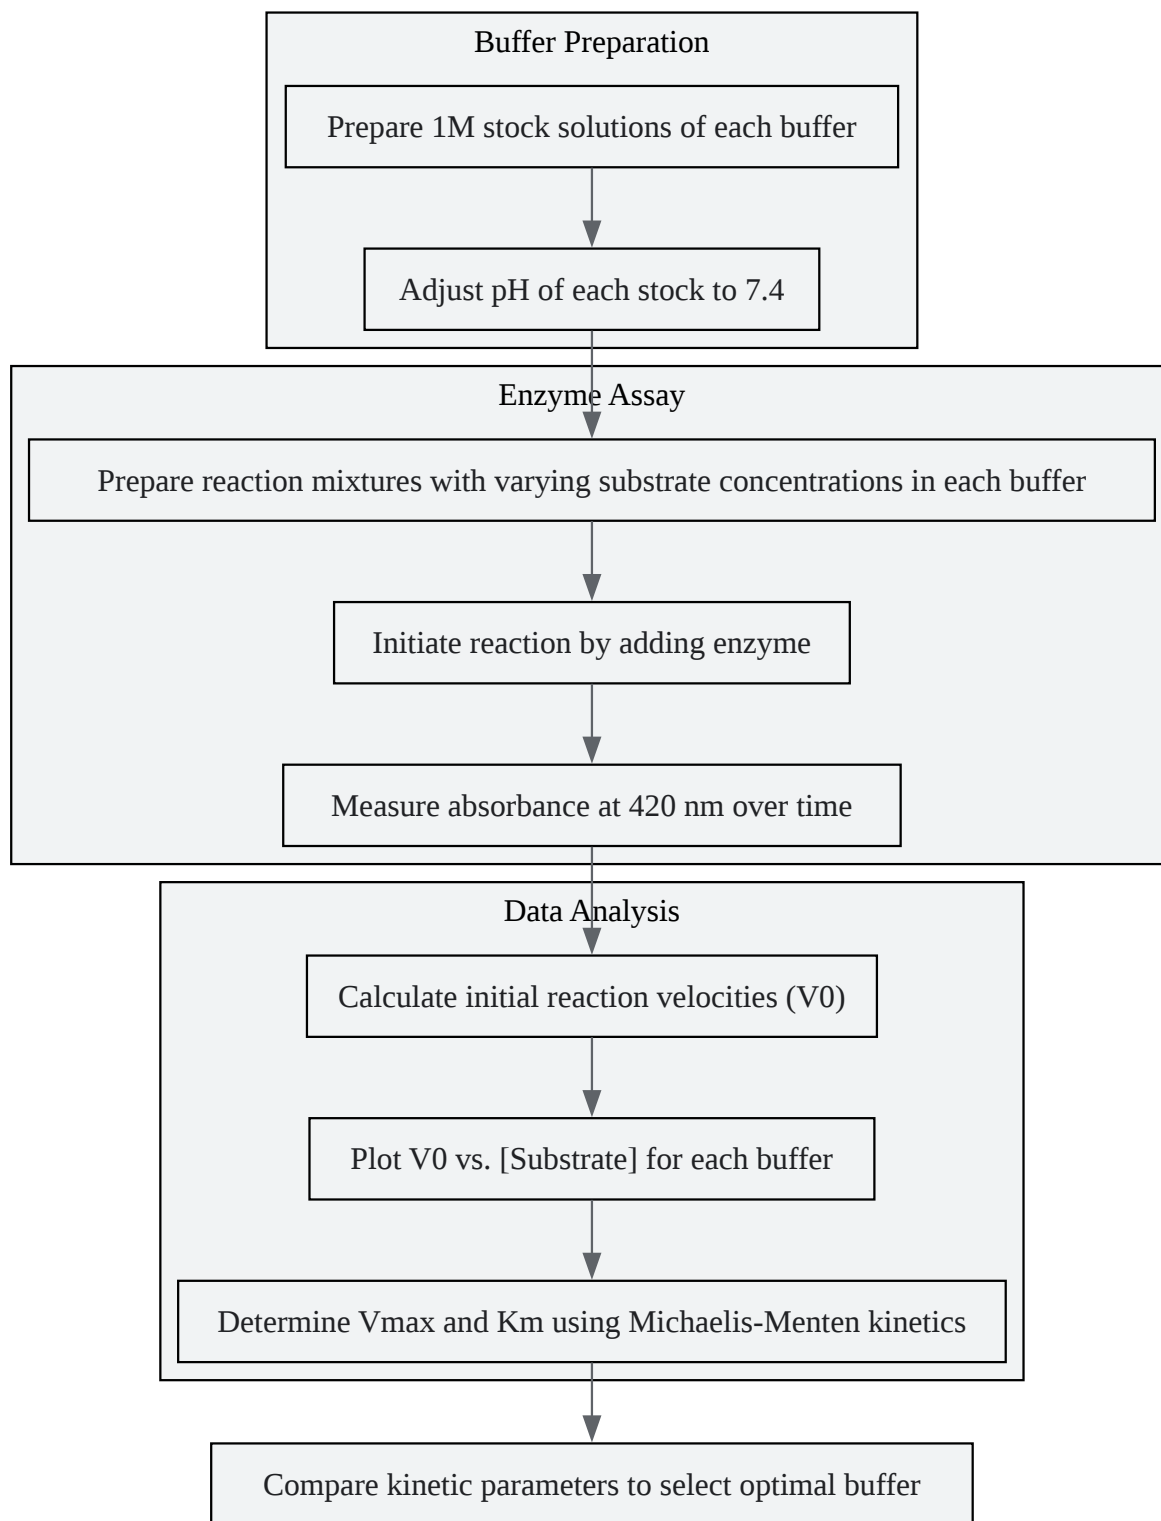 Buffer Preparation
Prepare 1M stock solutions of each buffer
Adjust pH of each stock to 7.4
Enzyme Assay
Prepare reaction mixtures with varying substrate concentrations in each buffer
Initiate reaction by adding enzyme
Measure absorbance at 420 nm over time
Data Analysis
Calculate initial reaction velocities (V0)
Plot V0 vs. [Substrate] for each buffer
Determine Vmax and Km using Michaelis-Menten kinetics
Compare kinetic parameters to select optimal buffer